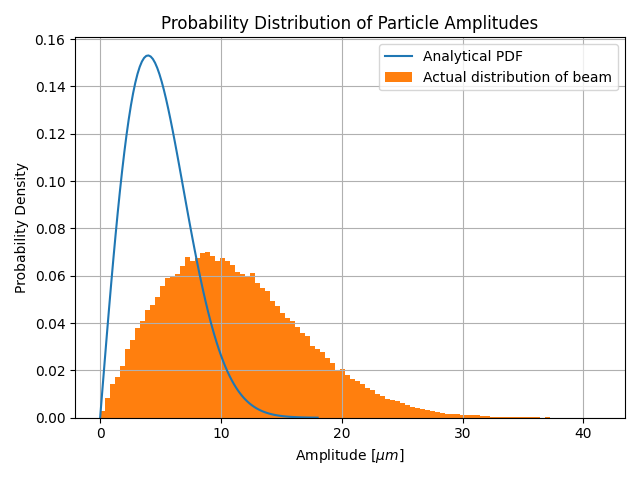 Probability Distribution of Particle Amplitudes
Analytical PDF
Actual distribution of beam
Probability Density
0.16
0.14
0.12
0.10
0.08
0.06
0.04
0.02
0.00
0 10 20 30 40
Amplitude [μm]